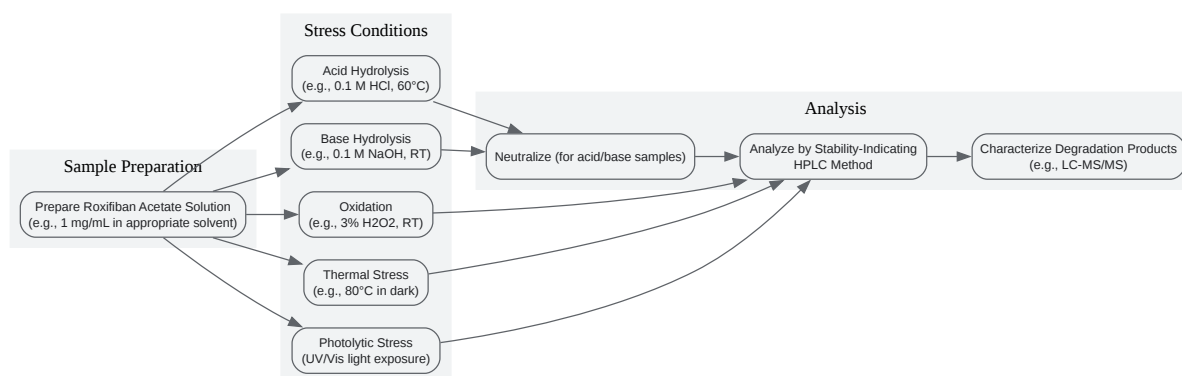 Sample Preparation
Prepare Roxifiban Acetate Solution
(e.g., 1 mg/mL in appropriate solvent)
Stress Conditions
Acid Hydrolysis
(e.g., 0.1 M HCl, 60°C)
Base Hydrolysis
(e.g., 0.1 M NaOH, RT)
Oxidation
(e.g., 3% H2O2, RT)
Thermal Stress
(e.g., 80°C in dark)
Photolytic Stress
(UV/Vis light exposure)
Analysis
Neutralize (for acid/base samples)
Analyze by Stability-Indicating
HPLC Method
Characterize Degradation Products
(e.g., LC-MS/MS)